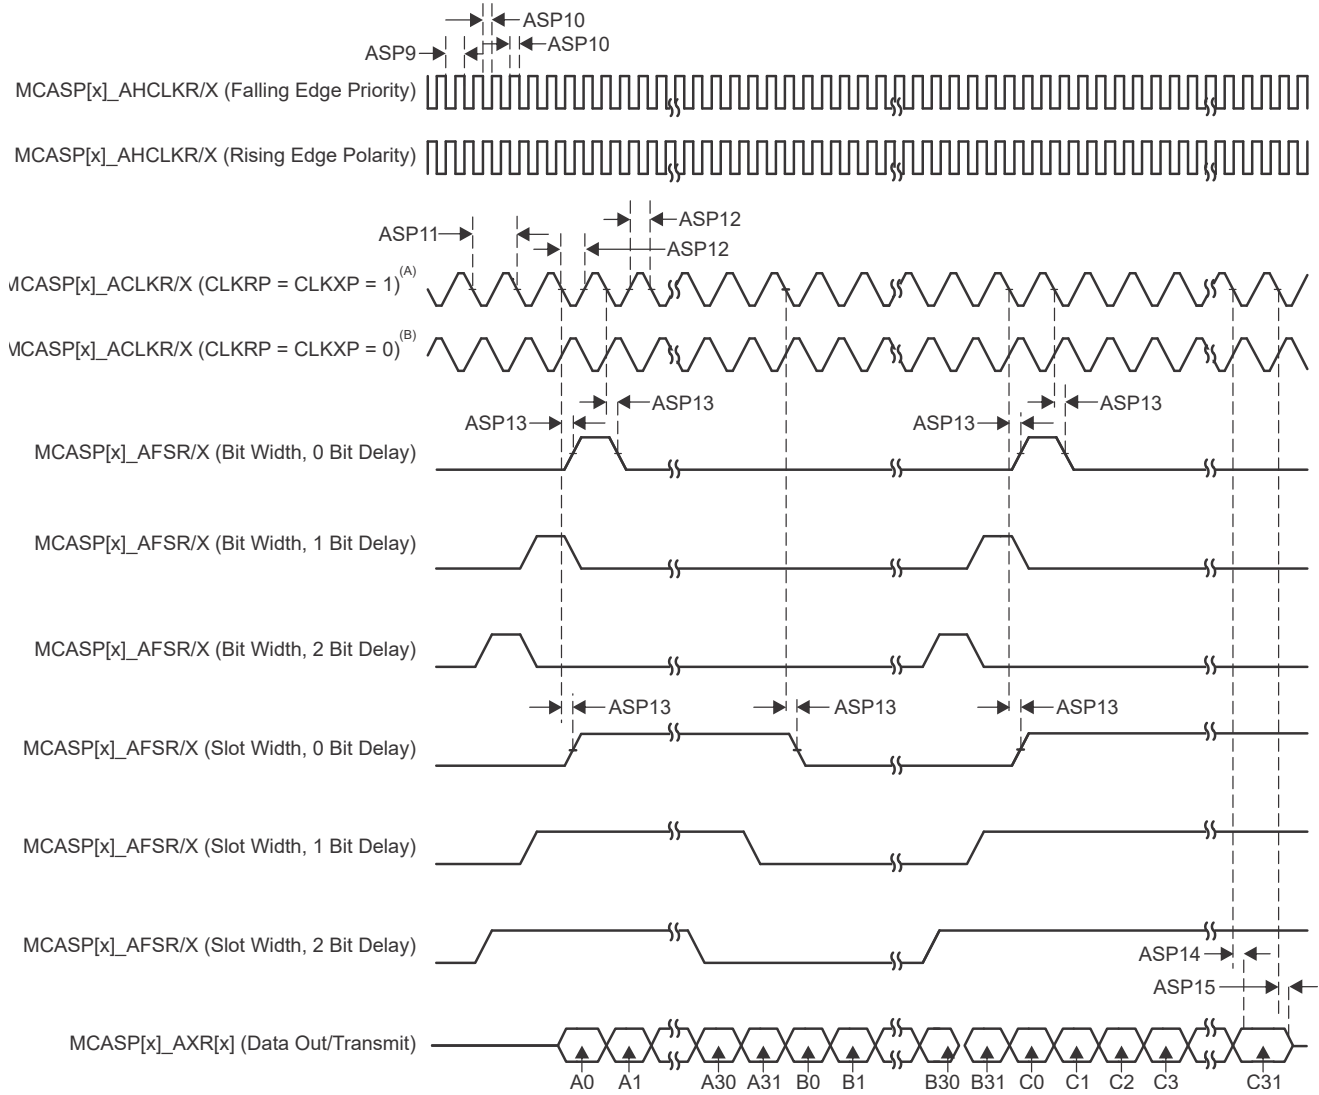 ASP10
ASP9 ASP10
MCASP[x]_AHCLKR/X (Falling Edge Priority)
MCASP[x]_AHCLKR/X (Rising Edge Polarity)
ASP12
ASP11 ASP12
MCASP[x]_ACLKR/X (CLKRP = CLKXP = 1)(A)
MCASP[x]_ACLKR/X (CLKRP = CLKXP = 0)(B)
ASP13 ASP13
ASP13 ASP13
MCASP[x]_AFSR/X (Bit Width, 0 Bit Delay)
MCASP[x]_AFSR/X (Bit Width, 1 Bit Delay)
MCASP[x]_AFSR/X (Bit Width, 2 Bit Delay)
ASP13 ASP13 ASP13
MCASP[x]_AFSR/X (Slot Width, 0 Bit Delay)
MCASP[x]_AFSR/X (Slot Width, 1 Bit Delay)
MCASP[x]_AFSR/X (Slot Width, 2 Bit Delay)
ASP14
ASP15
MCASP[x]_AXR[x] (Data Out/Transmit)
A0 A1 A30 A31 B0 B1 B30 B31 C0 C1 C2 C3 C31